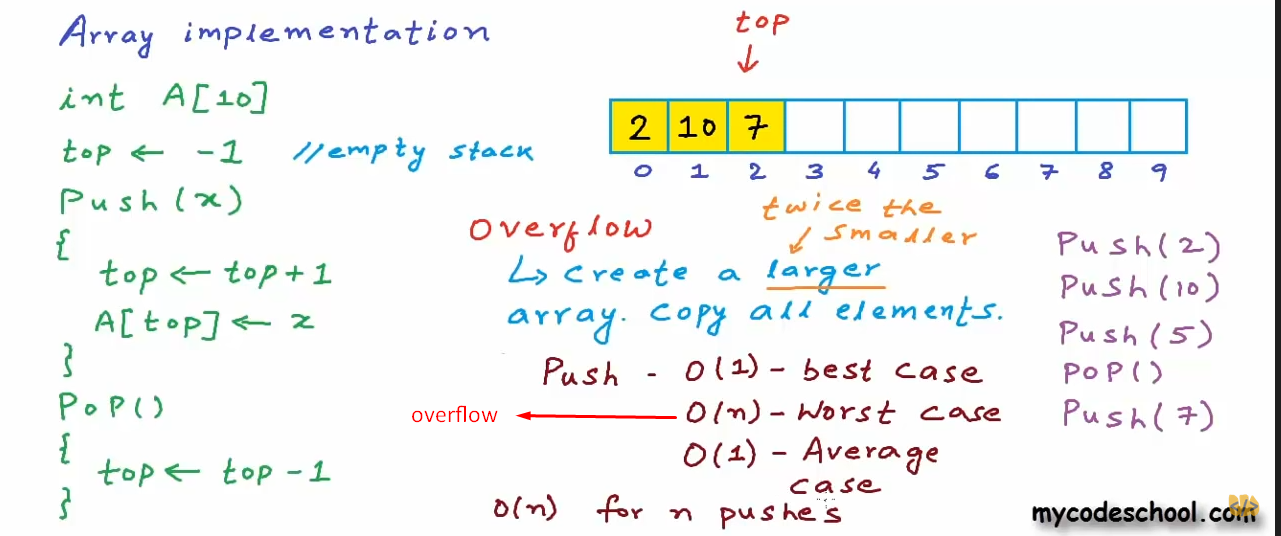 Array implementation
int A[10]
top ← -1 //empty stack
Push(x)
{
top ← top+1
A[top] ← x
}
POP()
{
top ← top -1
}
top
↓
2 10 7
0 1 2 3 4 5 6 7 8 9
overflow
twice the
smaller
↳ create a larger
array. copy all elements.
Push - O(1) - best case
overflow ← O(n) - Worst case
O(1) - Average
case
O(n) for n pushes
Push(2)
Push(10)
Push(5)
POP()
Push(7)
mycodeschool.com